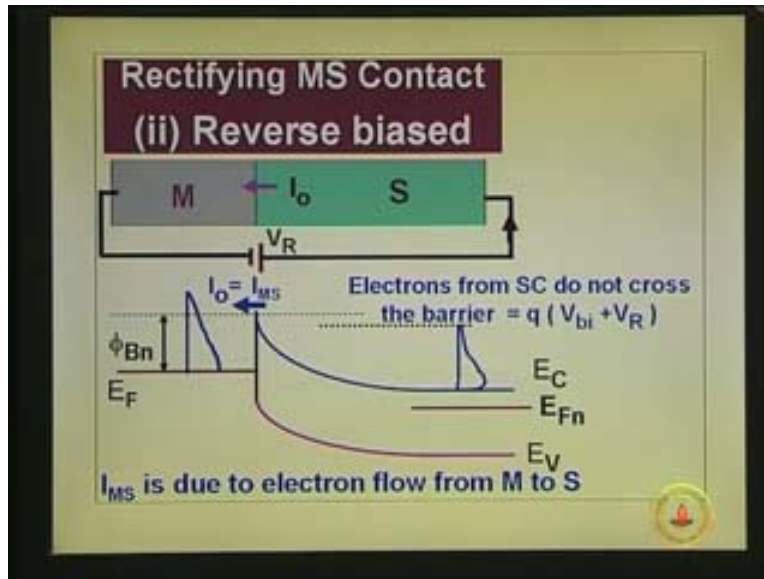 Rectifying MS Contact
(ii) Reverse biased
M
I₀
S
V_R
I₀= I_MS
Electrons from SC do not cross
the barrier = q ( V_bi +V_R )
ϕ_Bn
E_F
E_C
E_Fn
E_V
I_MS is due to electron flow from M to S